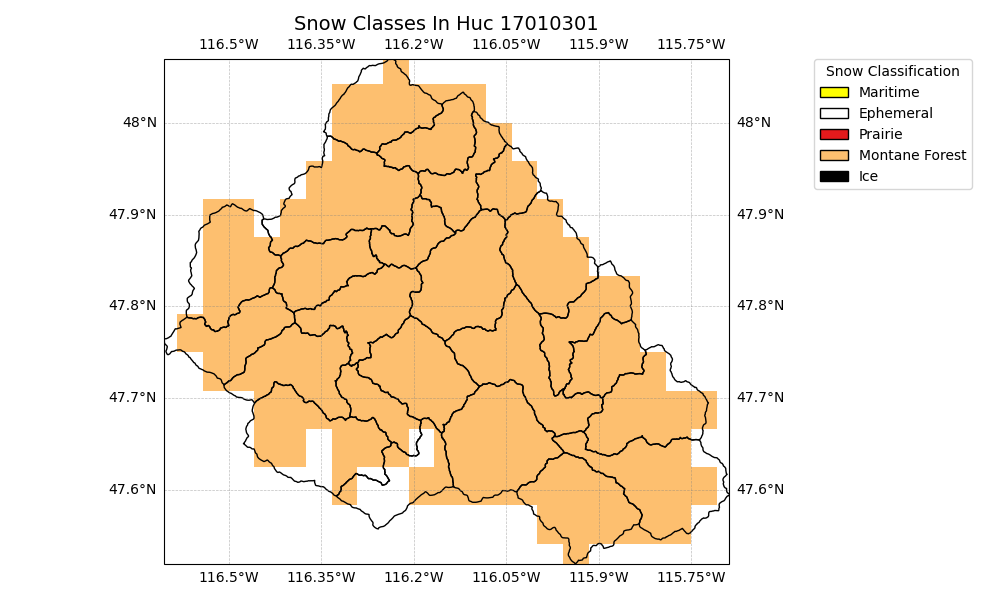 Snow Classes In Huc 17010301
116.5°W 116.35°W 116.2°W 116.05°W 115.9°W 115.75°W
48°N 48°N
47.9°N 47.9°N
47.8°N 47.8°N
47.7°N 47.7°N
47.6°N 47.6°N
116.5°W 116.35°W 116.2°W 116.05°W 115.9°W 115.75°W
Snow Classification
Maritime
Ephemeral
Prairie
Montane Forest
Ice